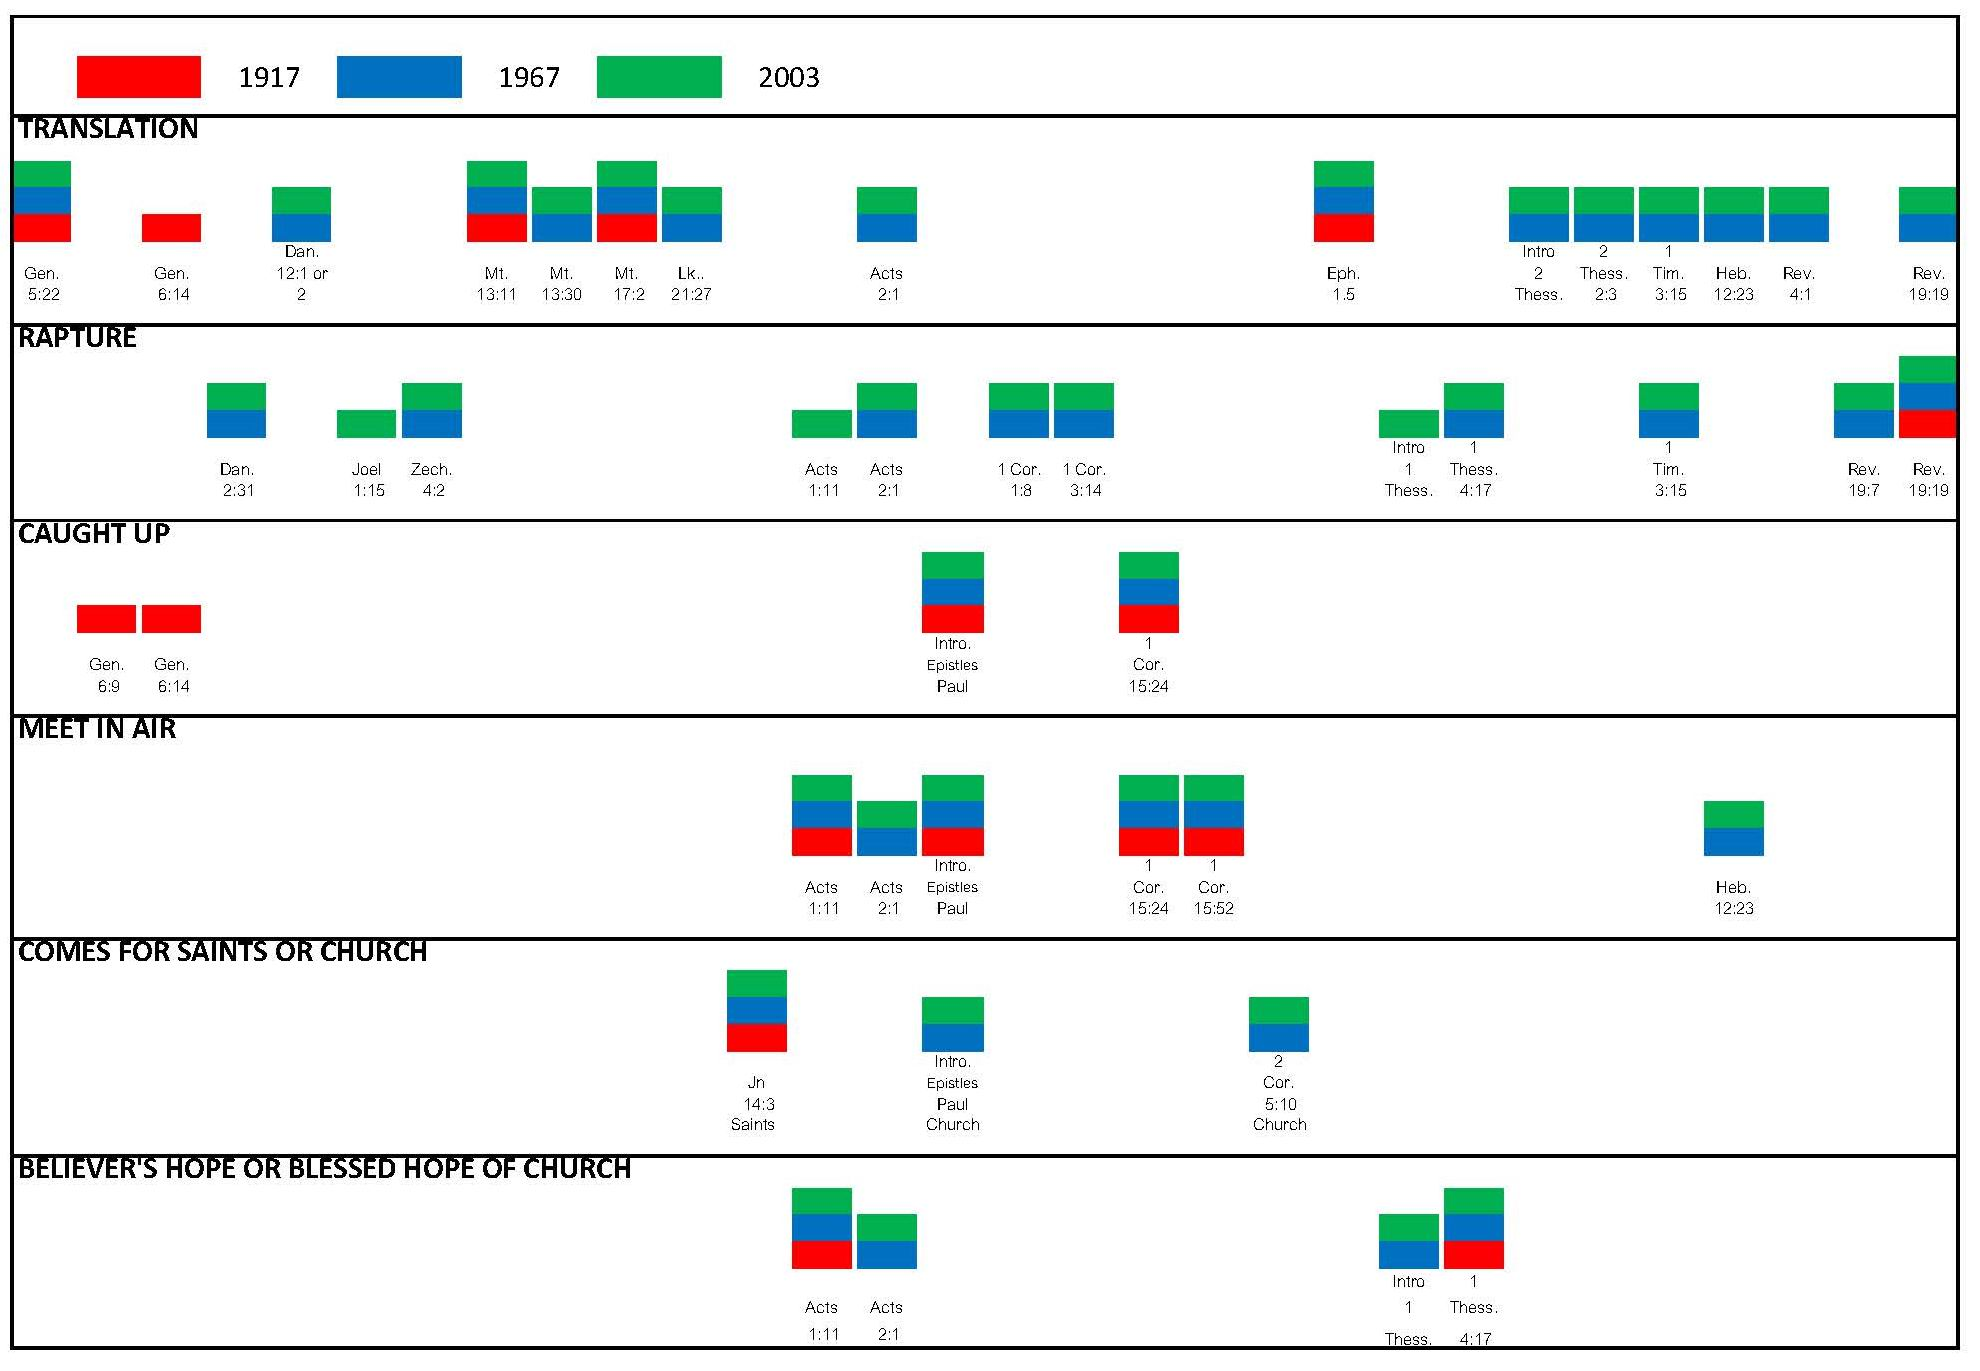 1917 1967 2003
TRANSLATION
Dan. Intro 2 1
Gen. Gen. 12:1 or Mt. Mt. Mt. Lk.. Acts Eph. 2 Thess. Tim. Heb. Rev. Rev.
5:22 6:14 2 13:11 13:30 17:2 21:27 2:1 1.5 Thess. 2:3 3:15 12:23 4:1 19:19
RAPTURE
Intro 1 1
Dan. Joel Zech. Acts Acts 1 Cor. 1 Cor. 1 Thess. Tim. Rev. Rev.
2:31 1:15 4:2 1:11 2:1 1:8 3:14 Thess. 4:17 3:15 19:7 19:19
CAUGHT UP
Intro. 1
Gen. Gen. Epistles Cor.
6:9 6:14 Paul 15:24
MEET IN AIR
Intro. 1 1
Acts Acts Epistles Cor. Cor. Heb.
1:11 2:1 Paul 15:24 15:52 12:23
COMES FOR SAINTS OR CHURCH
Intro. 2
Jn Epistles Cor.
14:3 Paul 5:10
Saints Church Church
BELIEVER'S HOPE OR BLESSED HOPE OF CHURCH
Intro 1
Acts Acts 1 Thess.
1:11 2:1 Thess. 4:17